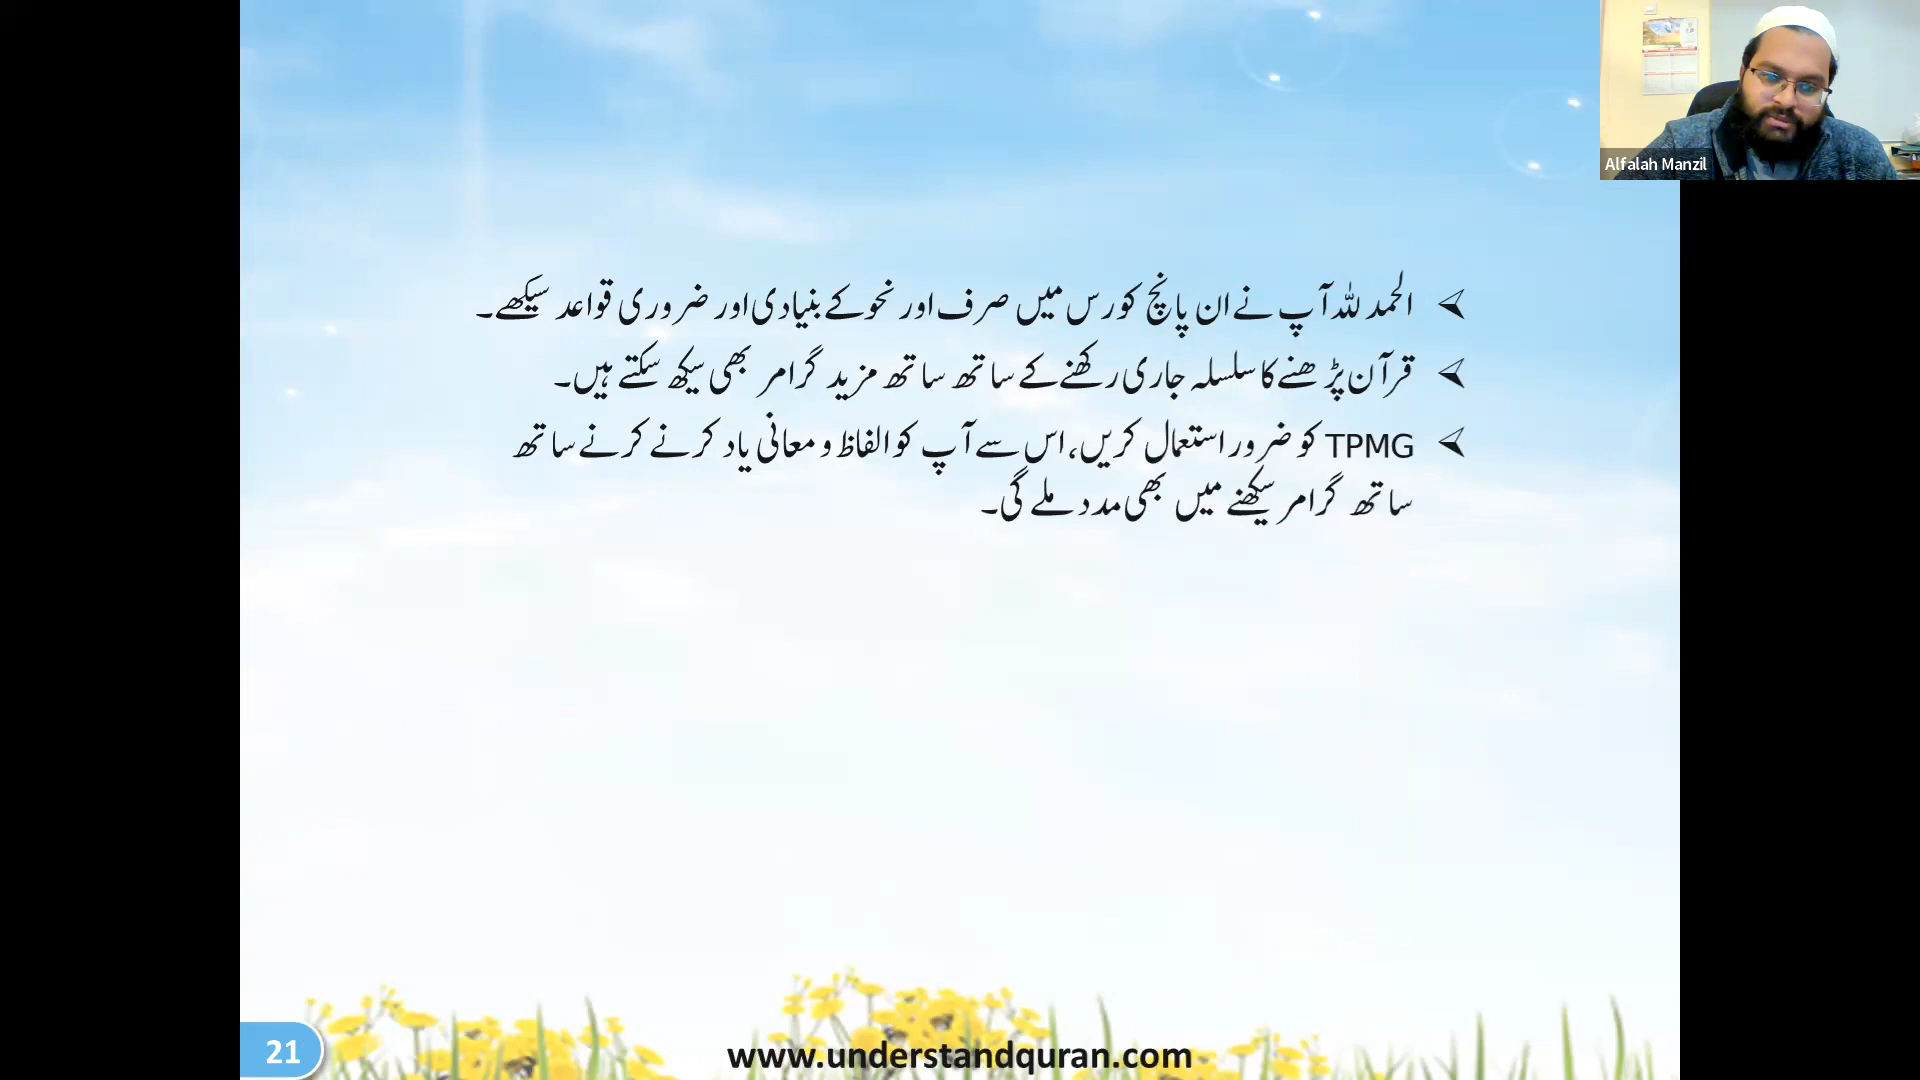 الحمد للہ آپ نے ان پانچ کورس میں صرف اور نحو کے بنیادی اور ضروری قواعد سیکھے۔
قرآن پڑھنے کا سلسلہ جاری رکھنے کے ساتھ ساتھ مزید گرامر بھی سیکھ سکتے ہیں۔
TPMG کو ضرور استعمال کریں، اس سے آپ کو الفاظ و معانی یاد کرنے کرنے ساتھ
ساتھ گرامر سیکھنے میں بھی مدد ملے گی۔
Alfalah Manzil
21
www.understandquran.com